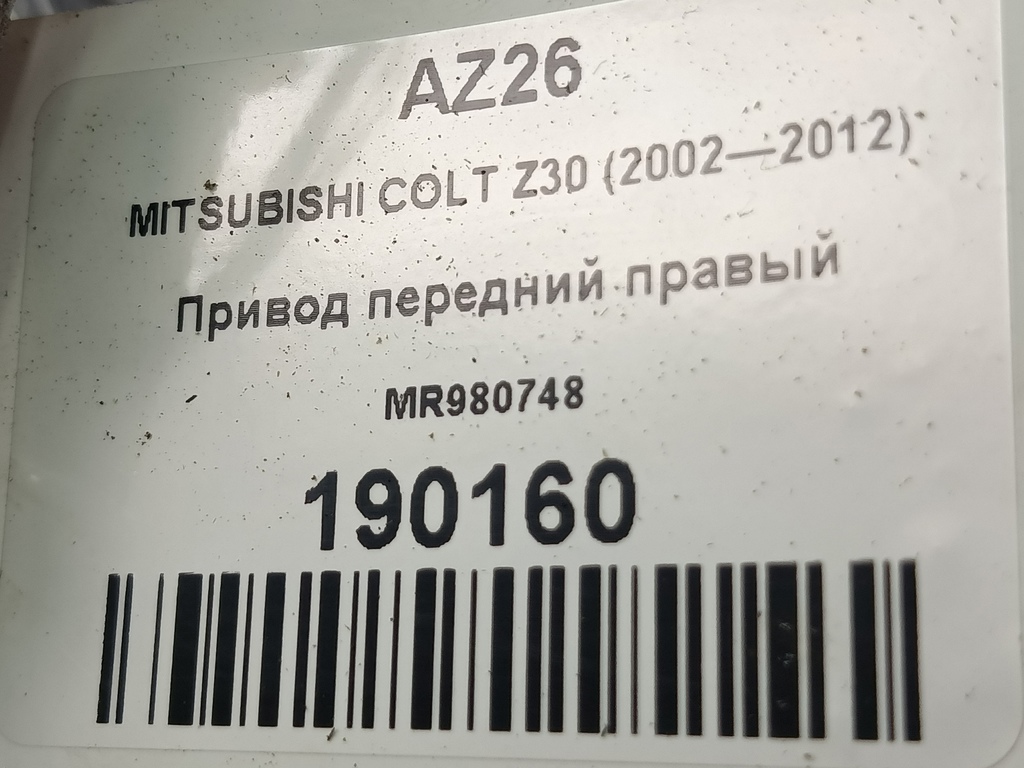 AZ26
MITSUBISHI COLT Z30 (2002—2012)
Привод передний правый
MR980748
190160